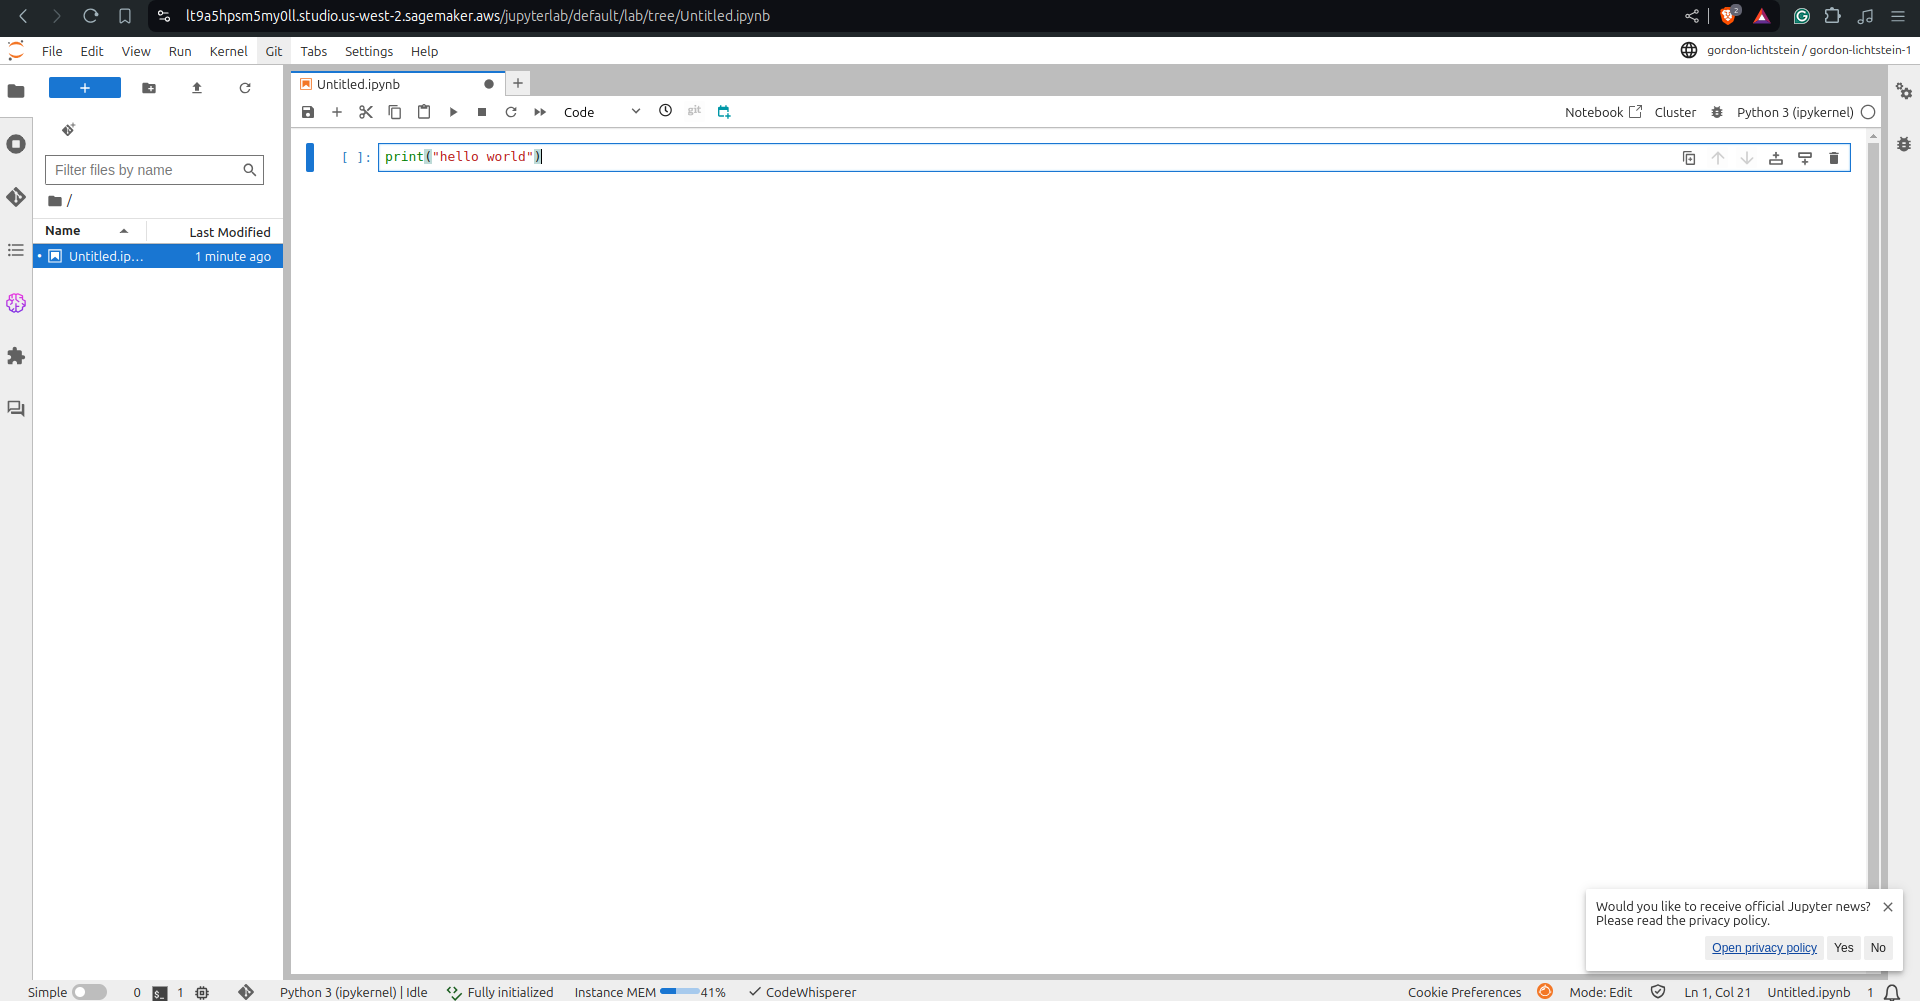 lt9a5hpsm5my0ll.studio.us-west-2.sagemaker.aws/jupyterlab/default/lab/tree/Untitled.ipynb
2
File Edit View Run Kernel Git Tabs Settings Help
gordon-lichtstein / gordon-lichtstein-1
Untitled.ipynb
Code
git
Notebook
Cluster
Python 3 (ipykernel)
[ ]: print("hello world")
Filter files by name
/
Name Last Modified
Untitled.ip… 1 minute ago
Would you like to receive official Jupyter news?
Please read the privacy policy.
Open privacy policy Yes No
Simple 0 $_ 1 Python 3 (ipykernel) | Idle Fully initialized Instance MEM 41% CodeWhisperer Cookie Preferences Mode: Edit Ln 1, Col 21 Untitled.ipynb 1